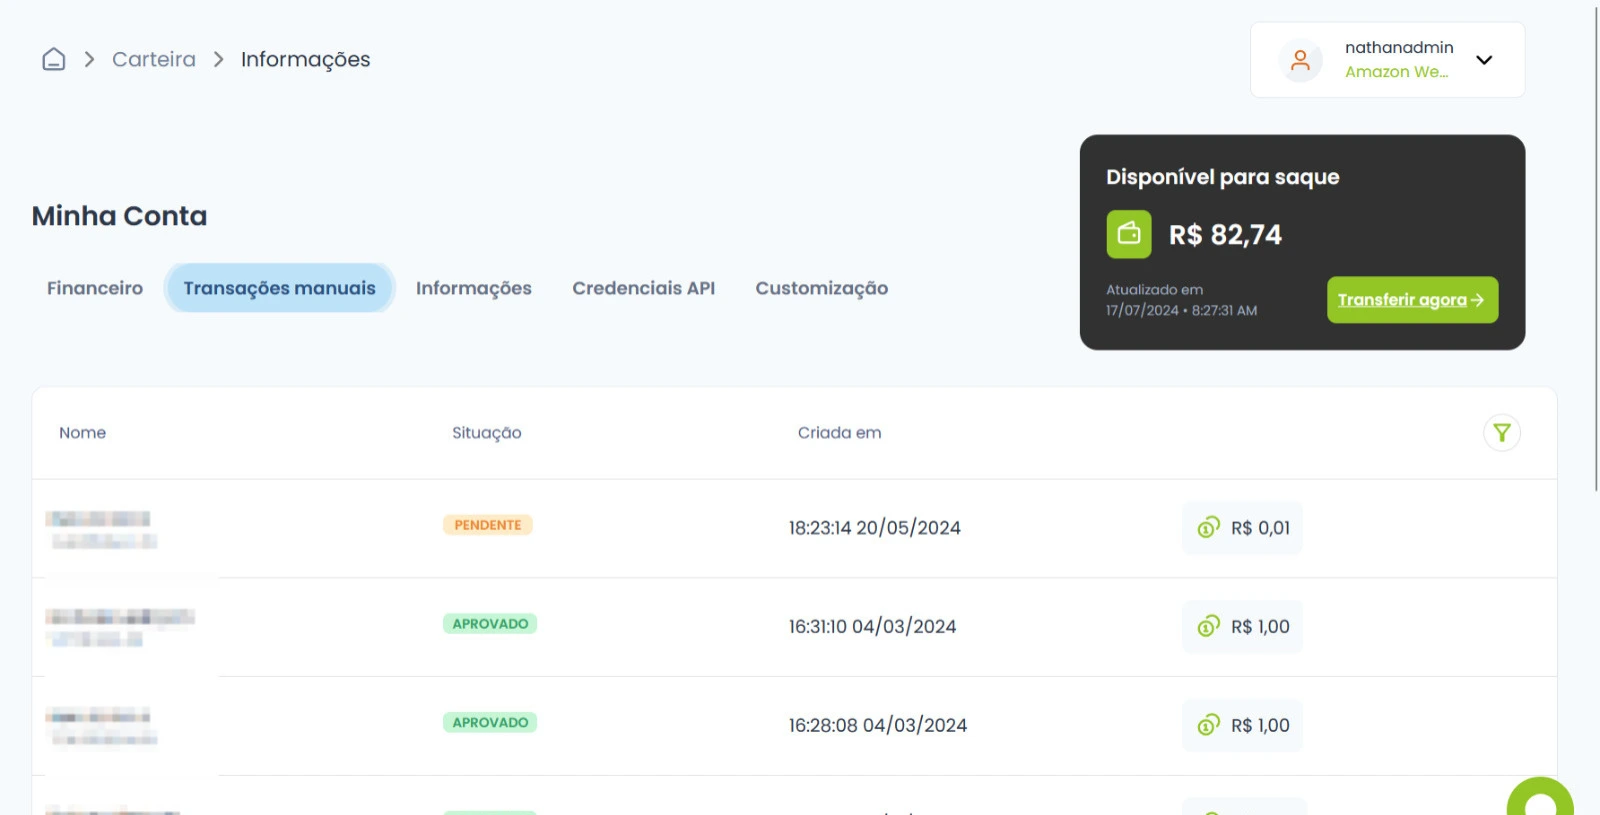 Carteira Informações
nathanadmin
Amazon We...
Disponível para saque
R$ 82,74
Atualizado em
17/07/2024 • 8:27:31 AM
Transferir agora
Minha Conta
Financeiro Transações manuais Informações Credenciais API Customização
Nome Situação Criada em
PENDENTE 18:23:14 20/05/2024 R$ 0,01
APROVADO 16:31:10 04/03/2024 R$ 1,00
APROVADO 16:28:08 04/03/2024 R$ 1,00